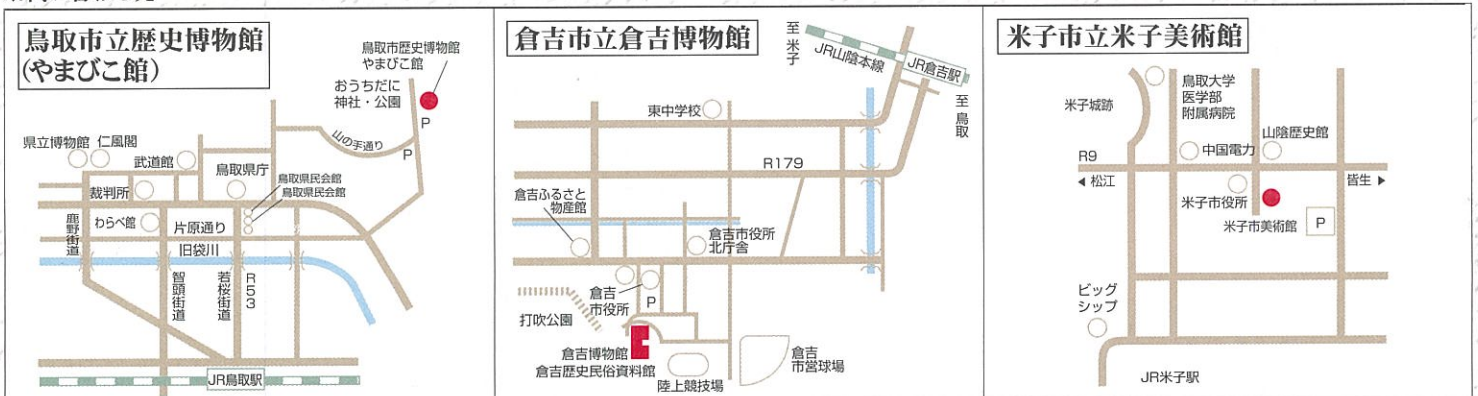 鳥取市立歴史博物館
(やまびこ館)
鳥取市歴史博物館
やまびこ館
おうちだに
神社・公園
P
山の手通り
P
県立博物館
仁風閣
武道館
鳥取県庁
鳥取県民会館
鳥取県民会館
裁判所
わらべ館
片原通り
鹿野街道
旧袋川
智頭街道
若桜街道
R53
JR鳥取駅
倉吉市立倉吉博物館
至米子
JR山陰本線
JR倉吉駅
至鳥取
東中学校
R179
倉吉ふるさと
物産館
倉吉市役所
北庁舎
倉吉
市役所
P
打吹公園
倉吉博物館
倉吉歴史民俗資料館
陸上競技場
倉吉
市営球場
米子市立米子美術館
米子城跡
鳥取大学
医学部
附属病院
山陰歴史館
中国電力
R9
◀ 松江
皆生 ▶
米子市役所
米子市美術館
P
ビッグ
シップ
JR米子駅